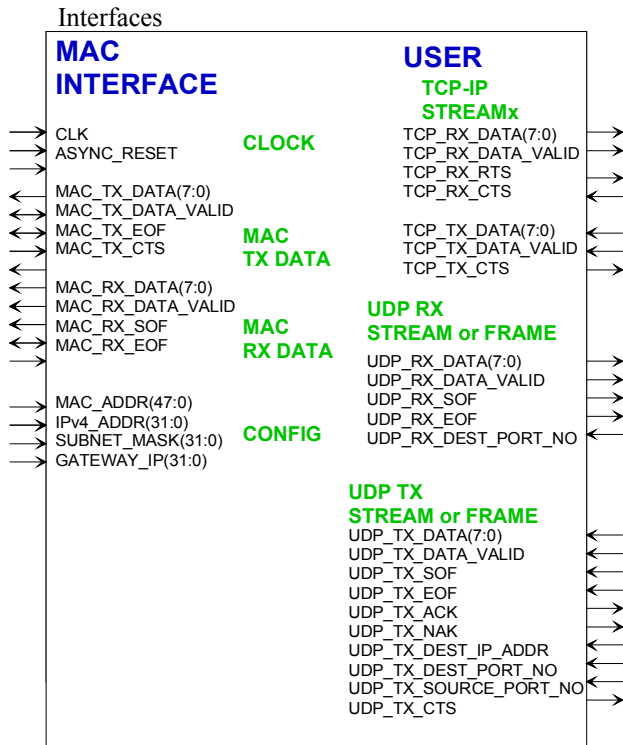 Interfaces
MAC
INTERFACE
CLK
ASYNC_RESET
CLOCK
MAC_TX_DATA(7:0)
MAC_TX_DATA_VALID
MAC_TX_EOF
MAC_TX_CTS
MAC
TX DATA
MAC_RX_DATA(7:0)
MAC_RX_DATA_VALID
MAC_RX_SOF
MAC_RX_EOF
MAC
RX DATA
MAC_ADDR(47:0)
IPv4_ADDR(31:0)
SUBNET_MASK(31:0)
GATEWAY_IP(31:0)
CONFIG
USER
TCP-IP
STREAMx
TCP_RX_DATA(7:0)
TCP_RX_DATA_VALID
TCP_RX_RTS
TCP_RX_CTS
TCP_TX_DATA(7:0)
TCP_TX_DATA_VALID
TCP_TX_CTS
UDP RX
STREAM or FRAME
UDP_RX_DATA(7:0)
UDP_RX_DATA_VALID
UDP_RX_SOF
UDP_RX_EOF
UDP_RX_DEST_PORT_NO
UDP TX
STREAM or FRAME
UDP_TX_DATA(7:0)
UDP_TX_DATA_VALID
UDP_TX_SOF
UDP_TX_EOF
UDP_TX_ACK
UDP_TX_NAK
UDP_TX_DEST_IP_ADDR
UDP_TX_DEST_PORT_NO
UDP_TX_SOURCE_PORT_NO
UDP_TX_CTS